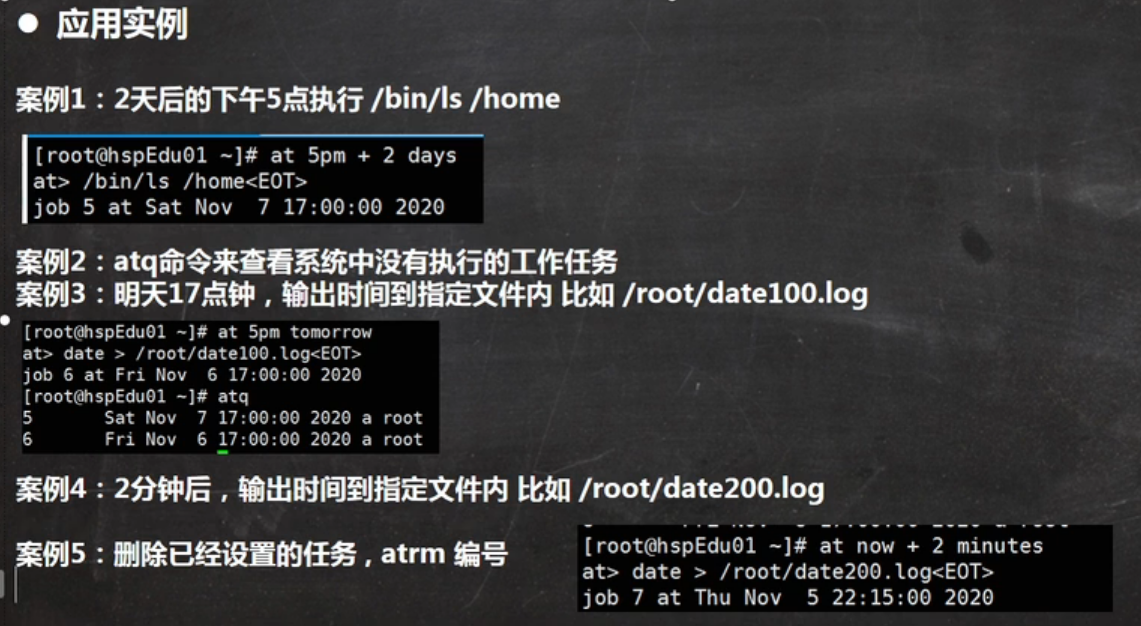 ● 应用实例
案例1：2天后的下午5点执行 /bin/ls /home
[root@hspEdu01 ~]# at 5pm + 2 days
at> /bin/ls /home<EOT>
job 5 at Sat Nov  7 17:00:00 2020
案例2：atq命令来查看系统中没有执行的工作任务
案例3：明天17点钟，输出时间到指定文件内 比如 /root/date100.log
[root@hspEdu01 ~]# at 5pm tomorrow
at> date > /root/date100.log<EOT>
job 6 at Fri Nov  6 17:00:00 2020
[root@hspEdu01 ~]# atq
5       Sat Nov  7 17:00:00 2020 a root
6       Fri Nov  6 17:00:00 2020 a root
案例4：2分钟后，输出时间到指定文件内 比如 /root/date200.log
案例5：删除已经设置的任务 , atrm 编号
[root@hspEdu01 ~]# at now + 2 minutes
at> date > /root/date200.log<EOT>
job 7 at Thu Nov  5 22:15:00 2020